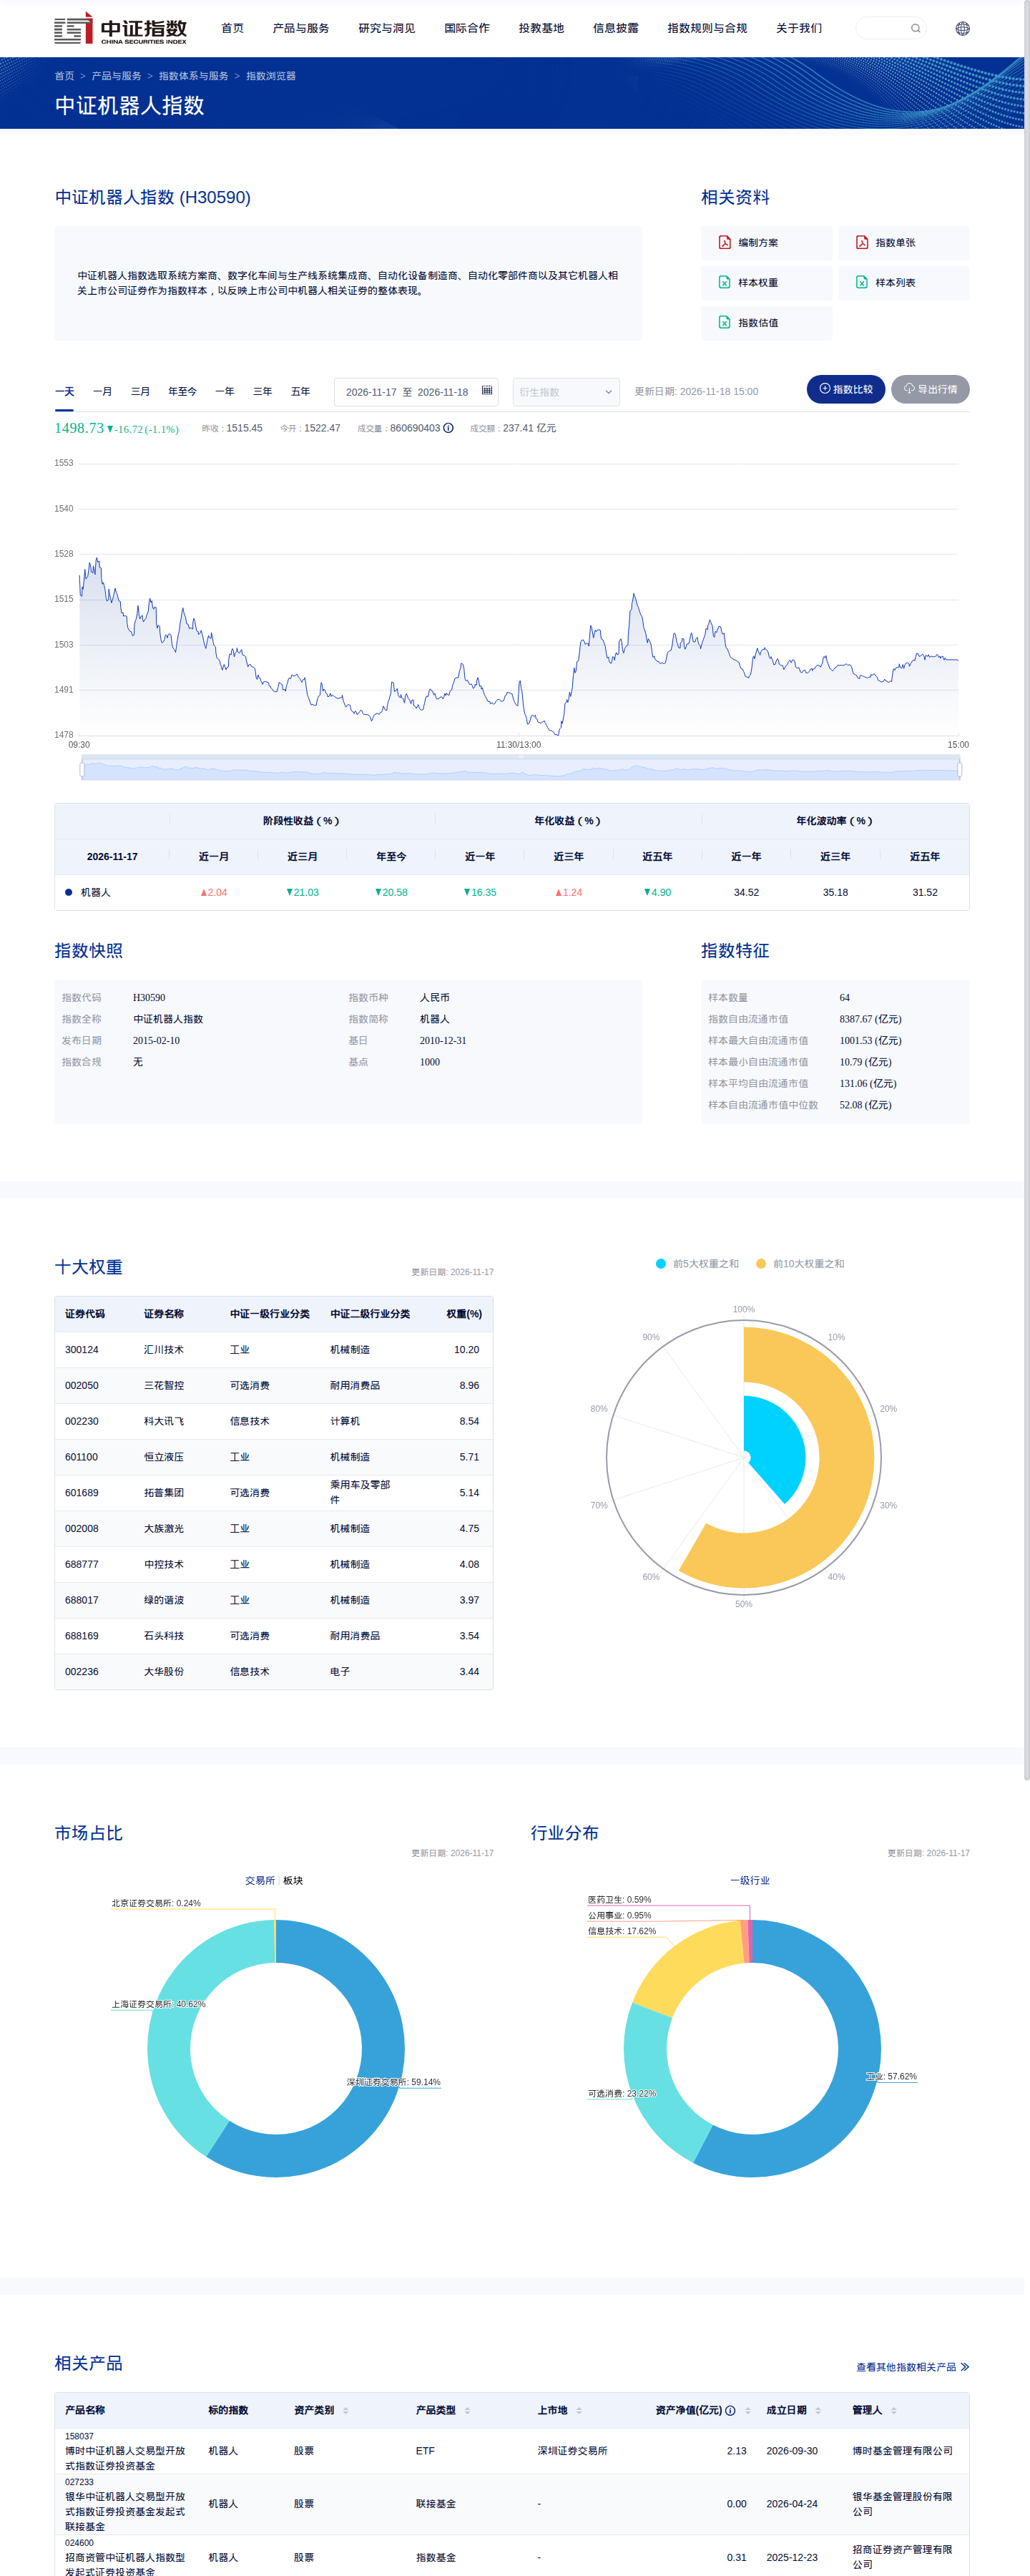 中证指数
CHINA SECURITIES INDEX
首页 产品与服务 研究与洞见 国际合作 投教基地 信息披露 指数规则与合规 关于我们
首页 > 产品与服务 > 指数体系与服务 > 指数浏览器
中证机器人指数
中证机器人指数 (H30590)
中证机器人指数选取系统方案商、数字化车间与生产线系统集成商、自动化设备制造商、自动化零部件商以及其它机器人相
关上市公司证券作为指数样本，以反映上市公司中机器人相关证券的整体表现。
相关资料
编制方案 指数单张
样本权重 样本列表
指数估值
一天 一月 三月 年至今 一年 三年 五年 2026-11-17 至 2026-11-18 衍生指数 更新日期: 2026-11-18 15:00 指数比较 导出行情
1498.73 ▼-16.72 (-1.1%) 昨收 : 1515.45 今开 : 1522.47 成交量 : 860690403 成交额 : 237.41 亿元
1553
1540
1528
1515
1503
1491
1478
09:30 11:30/13:00 15:00
阶段性收益 ( % ) 年化收益 ( % ) 年化波动率 ( % )
2026-11-17 近一月 近三月 年至今 近一年 近三年 近五年 近一年 近三年 近五年
机器人 ▲2.04 ▼21.03 ▼20.58 ▼16.35 ▲1.24 ▼4.90 34.52 35.18 31.52
指数快照
指数代码 H30590 指数币种 人民币
指数全称 中证机器人指数 指数简称 机器人
发布日期 2015-02-10 基日 2010-12-31
指数合规 无 基点 1000
指数特征
样本数量 64
指数自由流通市值 8387.67 (亿元)
样本最大自由流通市值 1001.53 (亿元)
样本最小自由流通市值 10.79 (亿元)
样本平均自由流通市值 131.06 (亿元)
样本自由流通市值中位数 52.08 (亿元)
十大权重
更新日期: 2026-11-17
证券代码 证券名称 中证一级行业分类 中证二级行业分类 权重(%)
300124 汇川技术 工业 机械制造 10.20
002050 三花智控 可选消费 耐用消费品 8.96
002230 科大讯飞 信息技术 计算机 8.54
601100 恒立液压 工业 机械制造 5.71
601689 拓普集团 可选消费 乘用车及零部件 5.14
002008 大族激光 工业 机械制造 4.75
688777 中控技术 工业 机械制造 4.08
688017 绿的谐波 工业 机械制造 3.97
688169 石头科技 可选消费 耐用消费品 3.54
002236 大华股份 信息技术 电子 3.44
前5大权重之和 前10大权重之和
100%
90% 10%
80% 20%
70% 30%
60% 40%
50%
市场占比
更新日期: 2026-11-17
交易所 | 板块
北京证券交易所: 0.24%
上海证券交易所: 40.62%
深圳证券交易所: 59.14%
行业分布
更新日期: 2026-11-17
一级行业
医药卫生: 0.59%
公用事业: 0.95%
信息技术: 17.62%
工业: 57.62%
可选消费: 23.22%
相关产品
查看其他指数相关产品
产品名称 标的指数 资产类别 产品类型 上市地 资产净值(亿元) 成立日期 管理人
158037
博时中证机器人交易型开放
式指数证券投资基金
机器人 股票 ETF 深圳证券交易所 2.13 2026-09-30 博时基金管理有限公司
027233
银华中证机器人交易型开放
式指数证券投资基金发起式
联接基金
机器人 股票 联接基金 - 0.00 2026-04-24 银华基金管理股份有限
公司
024600
招商资管中证机器人指数型
发起式证券投资基金
机器人 股票 指数基金 - 0.31 2025-12-23 招商证券资产管理有限
公司